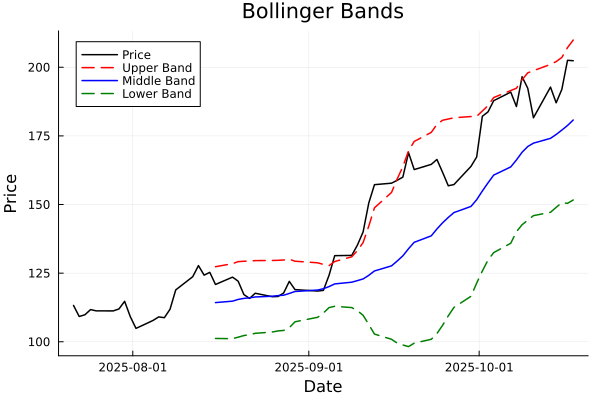 Bollinger Bands
Price
Upper Band
Middle Band
Lower Band
Price
200
175
150
125
100
2025-08-01
2025-09-01
2025-10-01
Date